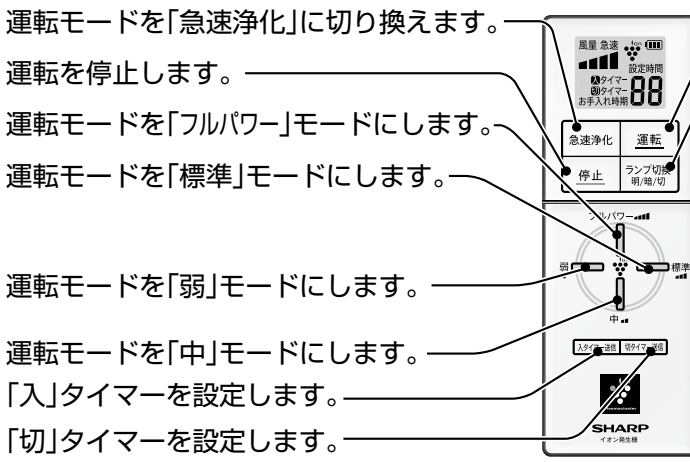 運転モードを「急速浄化」に切り換えます。
運転を停止します。
運転モードを「フルパワー」モードにします。
運転モードを「標準」モードにします。
運転モードを「弱」モードにします。
運転モードを「中」モードにします。
「入」タイマーを設定します。
「切」タイマーを設定します。
風量 急速 ion
設定時間
入タイマー
切タイマー
お手入れ時期 88
急速浄化 運転
停止 ランプ切換
明/暗/切
フルパワー
弱 ion 標準
中
入タイマー送信 切タイマー送信
Plasmacluster
SHARP
イオン発生機